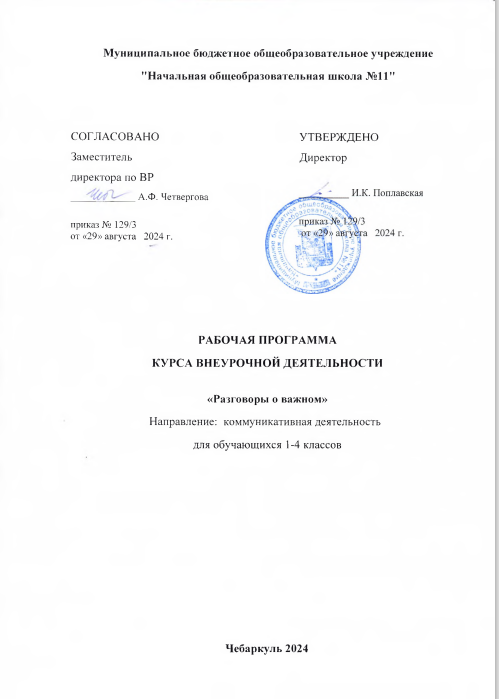 Муниципальное бюджетное общеобразовательное учреждение
"Начальная общеобразовательная школа №11"
СОГЛАСОВАНО
Заместитель
директора по ВР
А.Ф. Четвергова
приказ № 129/3
от «29» августа 2024 г.
УТВЕРЖДЕНО
Директор
И.К. Поплавская
приказ № 129/3
от «29» августа 2024 г.
РАБОЧАЯ ПРОГРАММА
КУРСА ВНЕУРОЧНОЙ ДЕЯТЕЛЬНОСТИ
«Разговоры о важном»
Направление: коммуникативная деятельность
для обучающихся 1-4 классов
Чебаркуль 2024